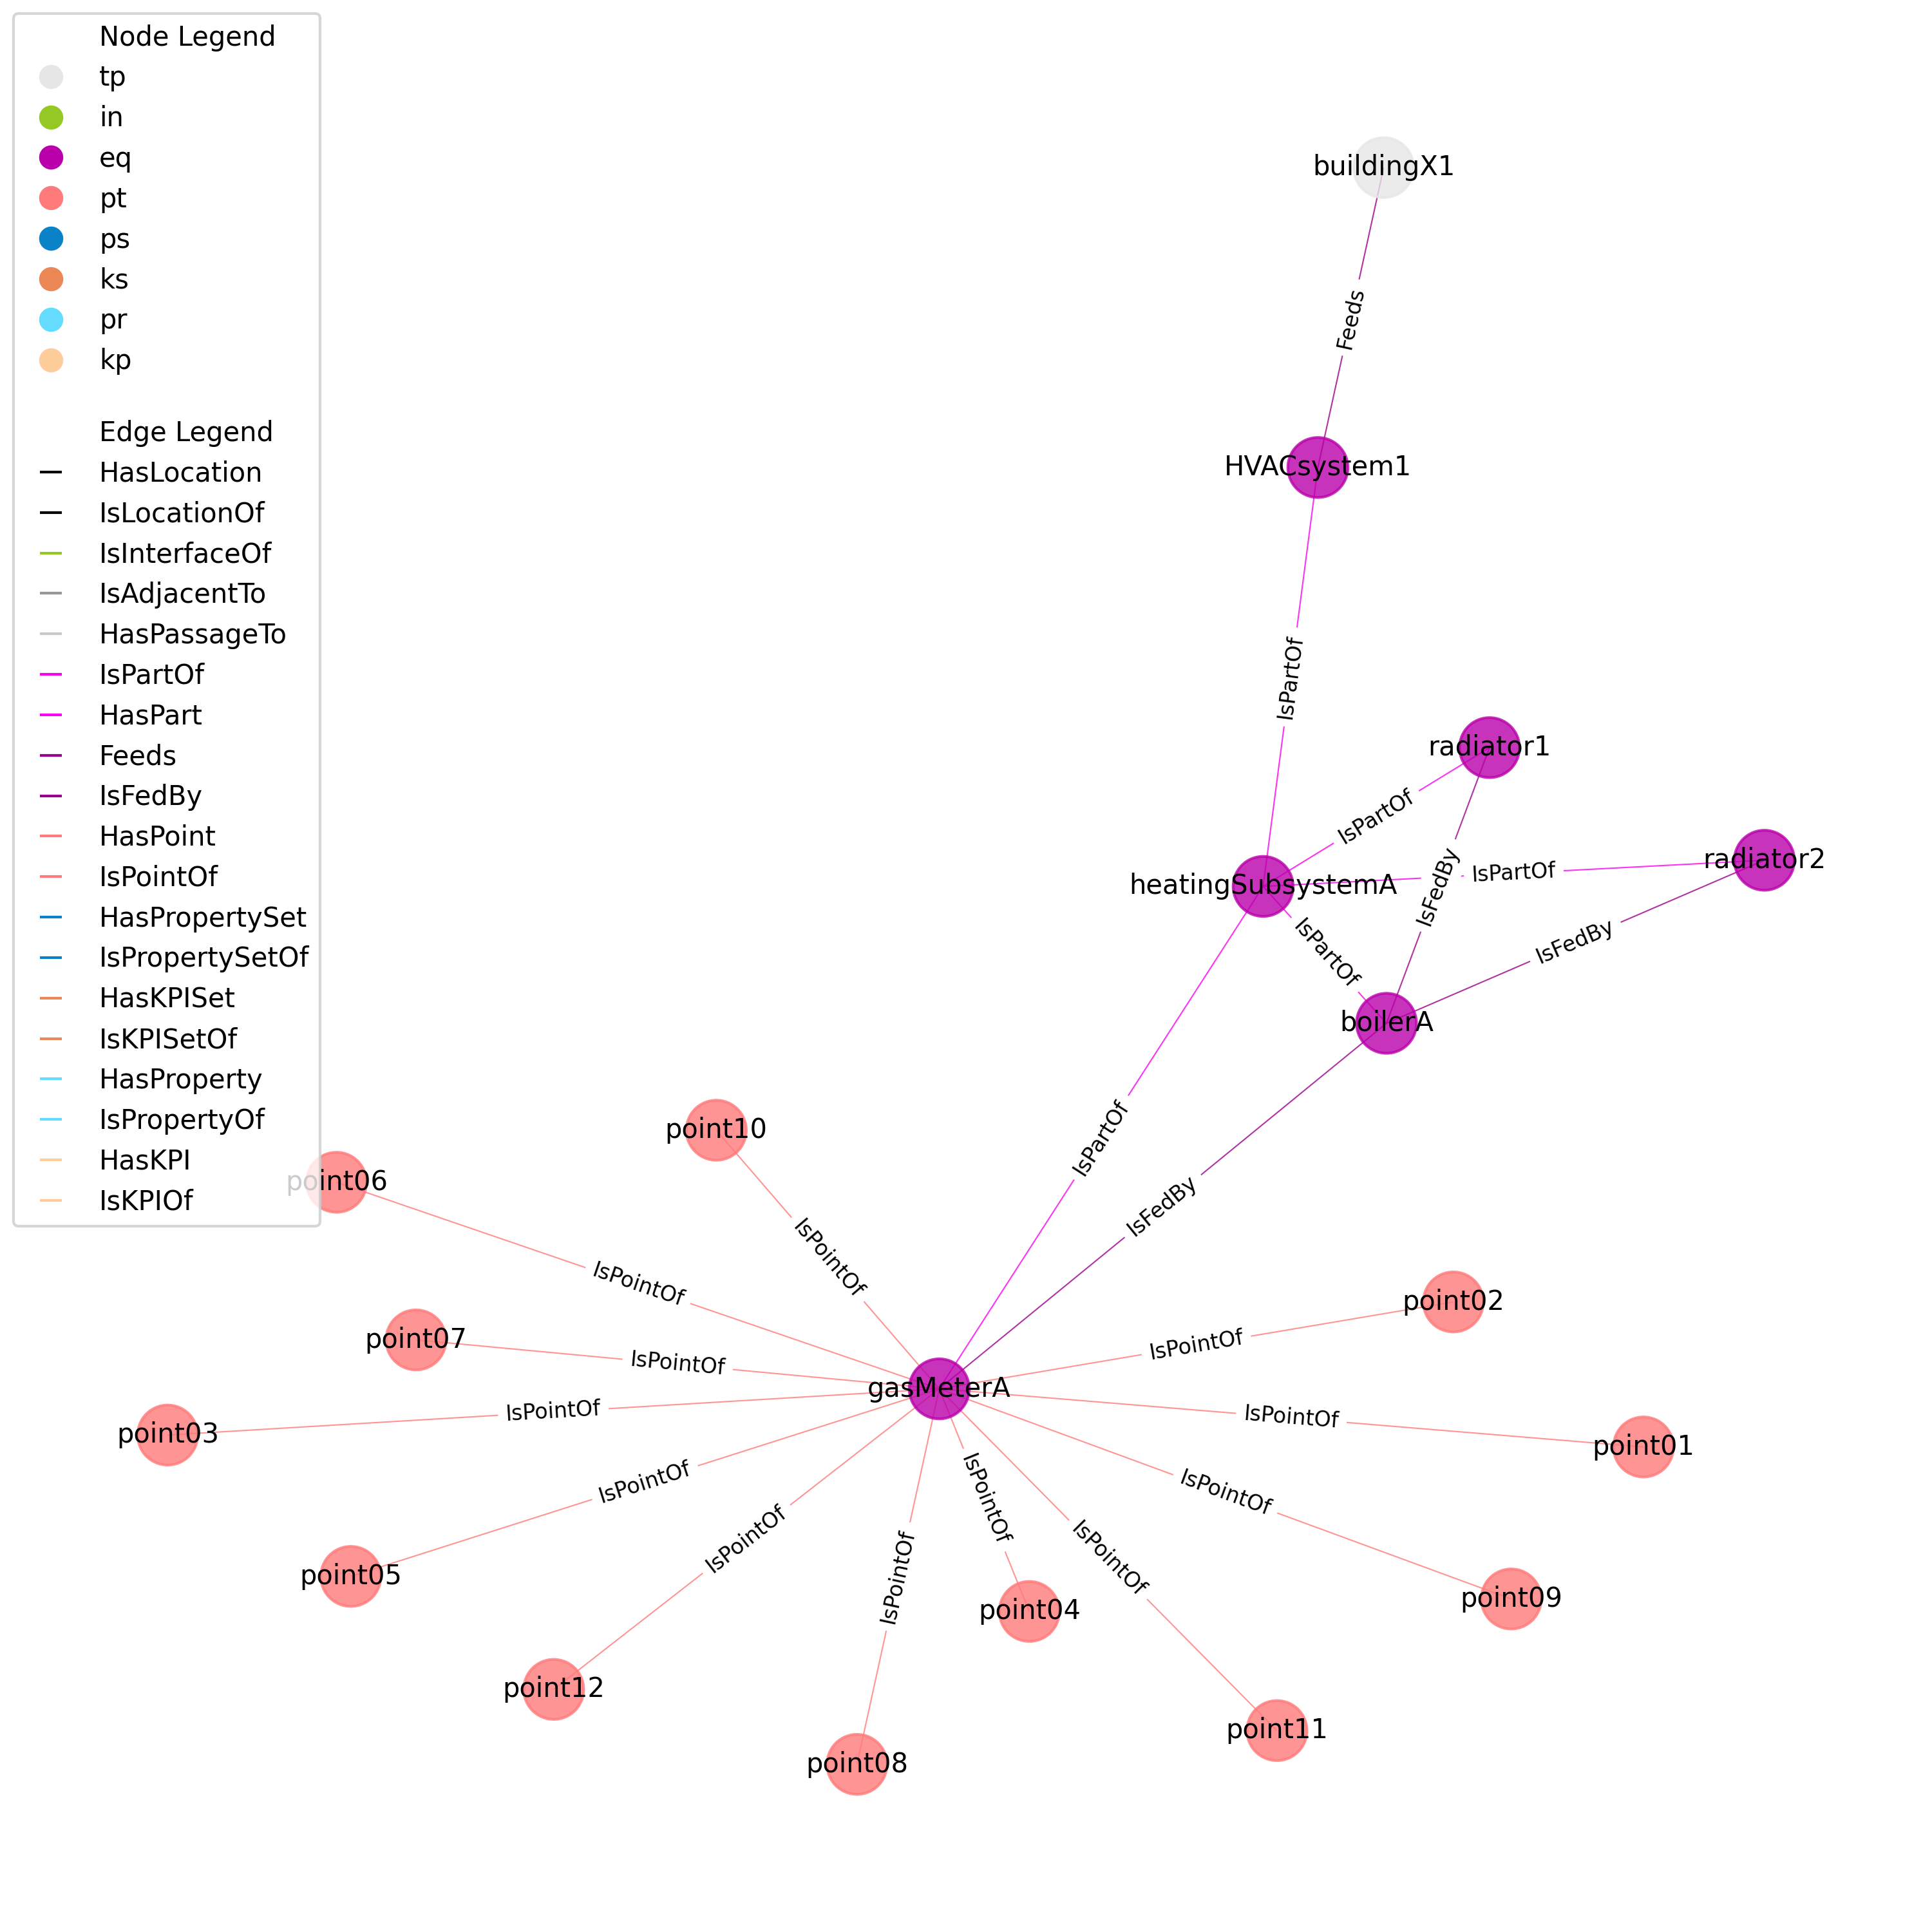 Node Legend
tp
in
eq
pt
ps
ks
pr
kp
Edge Legend
HasLocation
IsLocationOf
IsInterfaceOf
IsAdjacentTo
HasPassageTo
IsPartOf
HasPart
Feeds
IsFedBy
HasPoint
IsPointOf
HasPropertySet
IsPropertySetOf
HasKPISet
IsKPISetOf
HasProperty
IsPropertyOf
HasKPI
IsKPIOf
buildingX1
Feeds
HVACsystem1
IsPartOf
radiator1
IsPartOf
radiator2
IsPartOf
heatingSubsystemA
IsFedBy
IsPartOf
IsFedBy
boilerA
point10
IsPartOf
point06
IsFedBy
IsPointOf
IsPointOf
point02
point07
IsPointOf
IsPointOf
gasMeterA
IsPointOf
IsPointOf
point03
point01
IsPointOf
IsPointOf
IsPointOf
IsPointOf
IsPointOf
IsPointOf
point05
point09
point04
point12
point11
point08